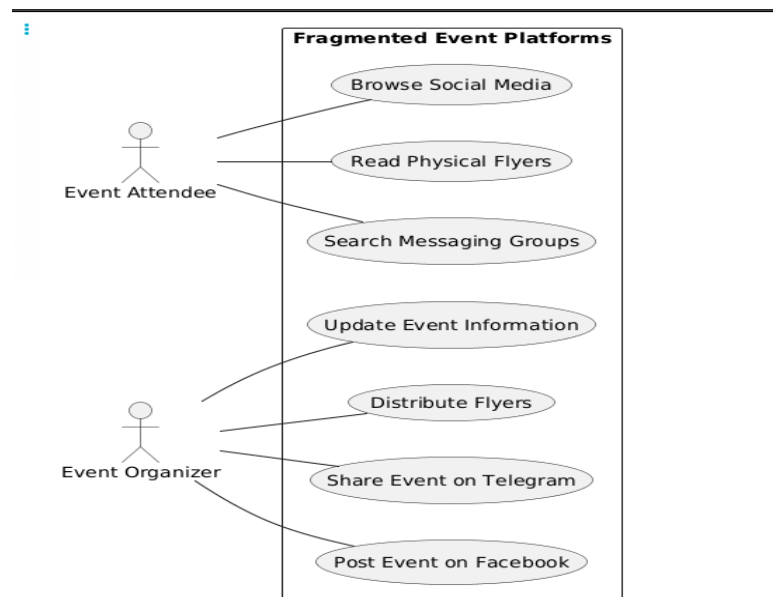 Fragmented Event Platforms
Browse Social Media
Read Physical Flyers
Event Attendee
Search Messaging Groups
Update Event Information
Distribute Flyers
Event Organizer
Share Event on Telegram
Post Event on Facebook